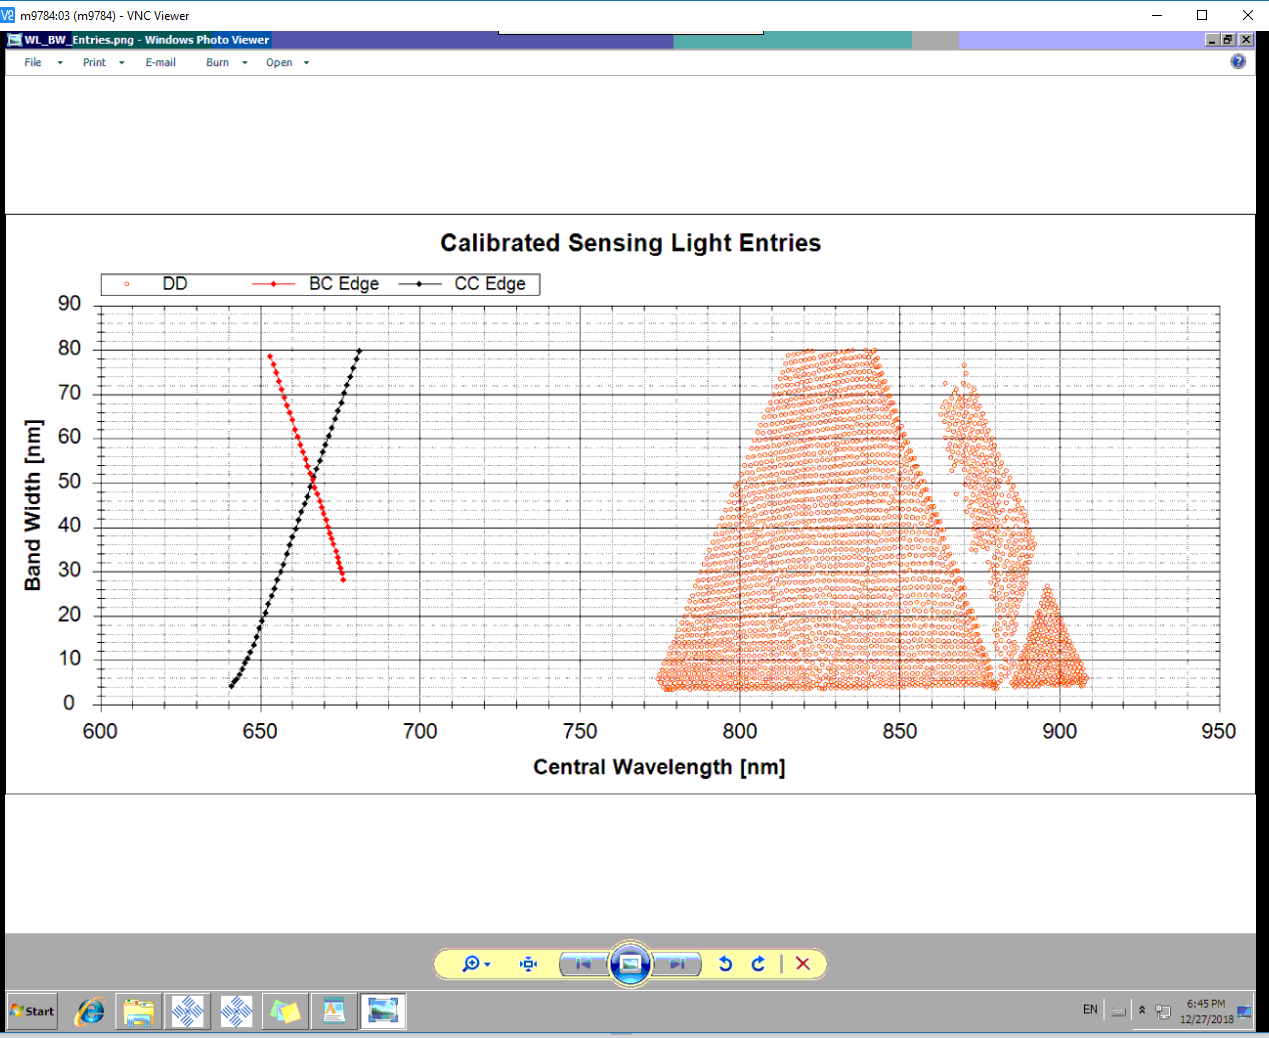 m9784:03 (m9784) - VNC Viewer
WL_BW_Entries.png - Windows Photo Viewer
File Print E-mail Burn Open
Calibrated Sensing Light Entries
DD BC Edge CC Edge
90
80
70
60
50
40
30
20
10
0
Band Width [nm]
600 650 700 750 800 850 900 950
Central Wavelength [nm]
Start
EN
6:45 PM
12/27/2018